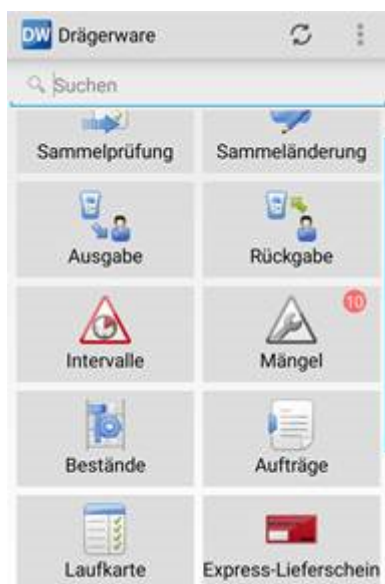 DW Drägerware
Suchen
Sammelprüfung Sammeländerung
Ausgabe Rückgabe
10
Intervalle Mängel
Bestände Aufträge
Laufkarte Express-Lieferschein